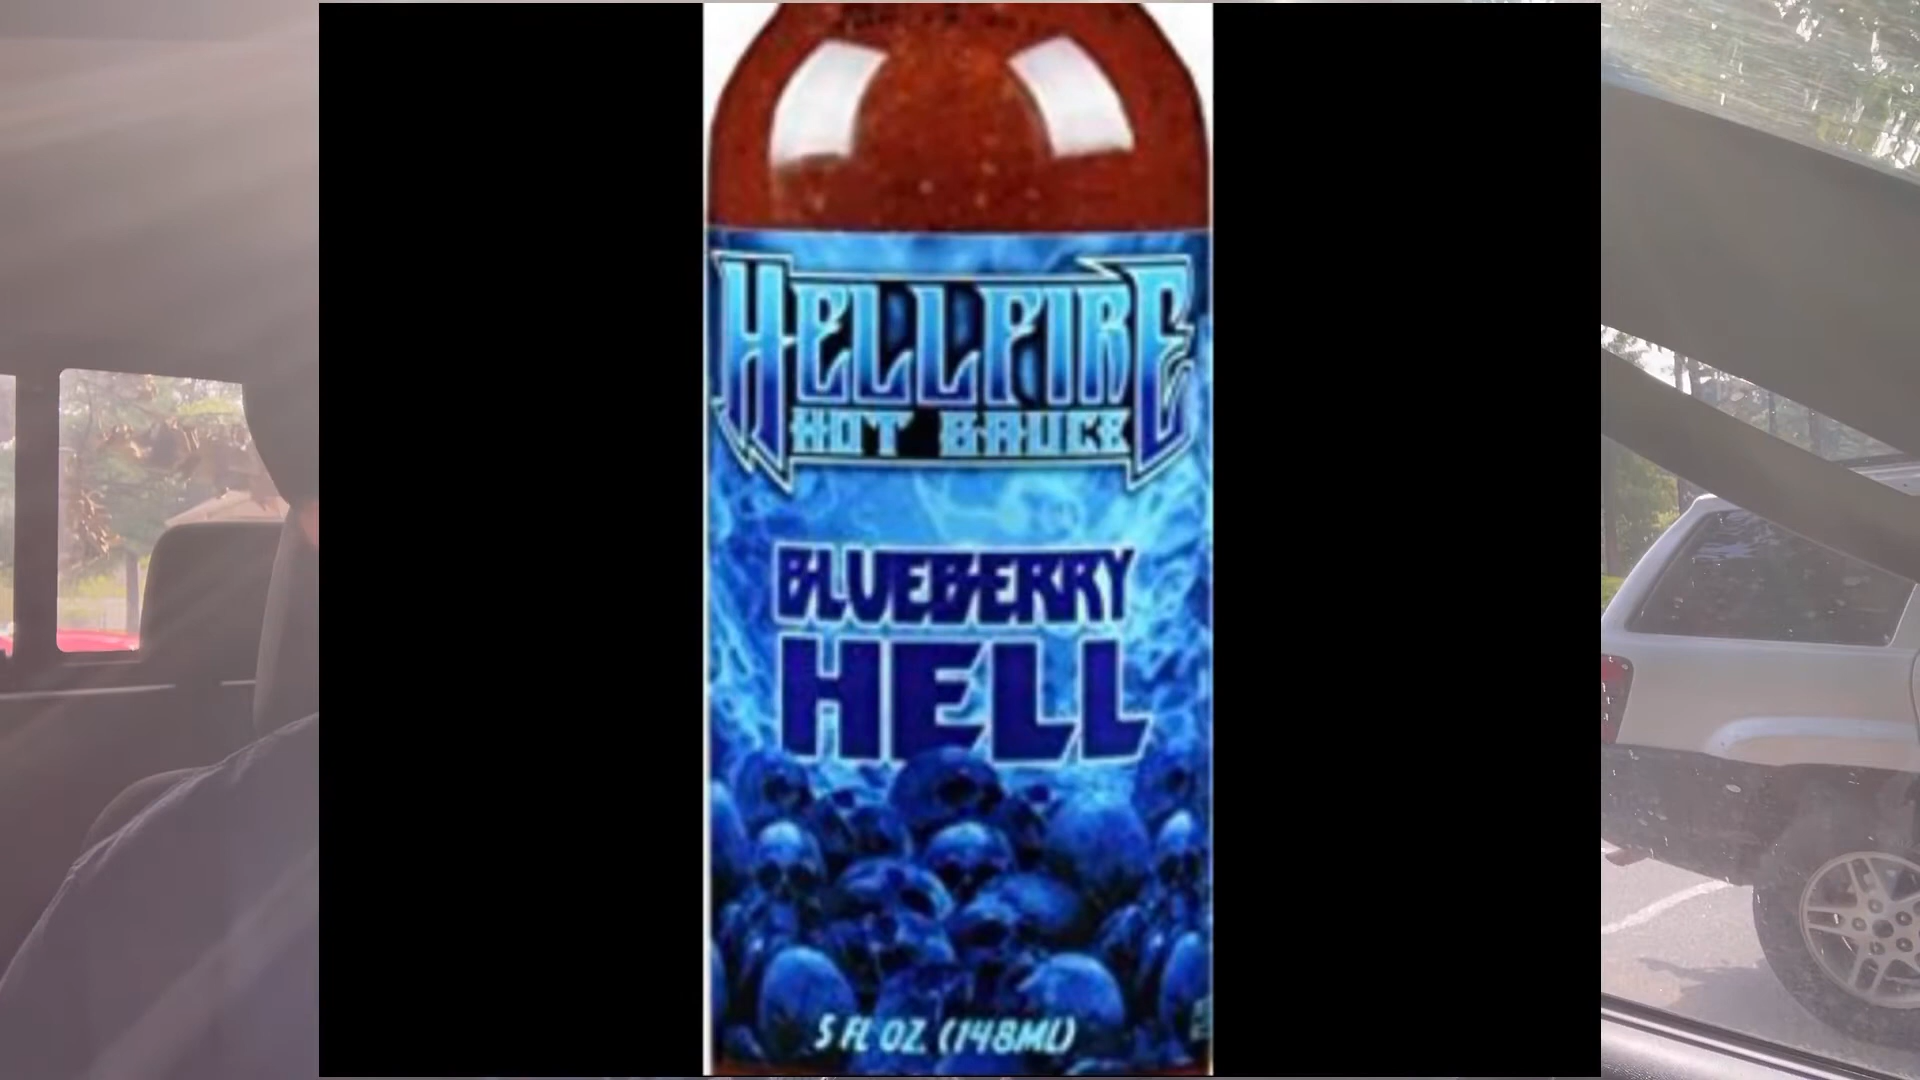 HELLFIRE
HOT SAUCE
BLUEBERRY
HELL
5 FL OZ. (148ML)